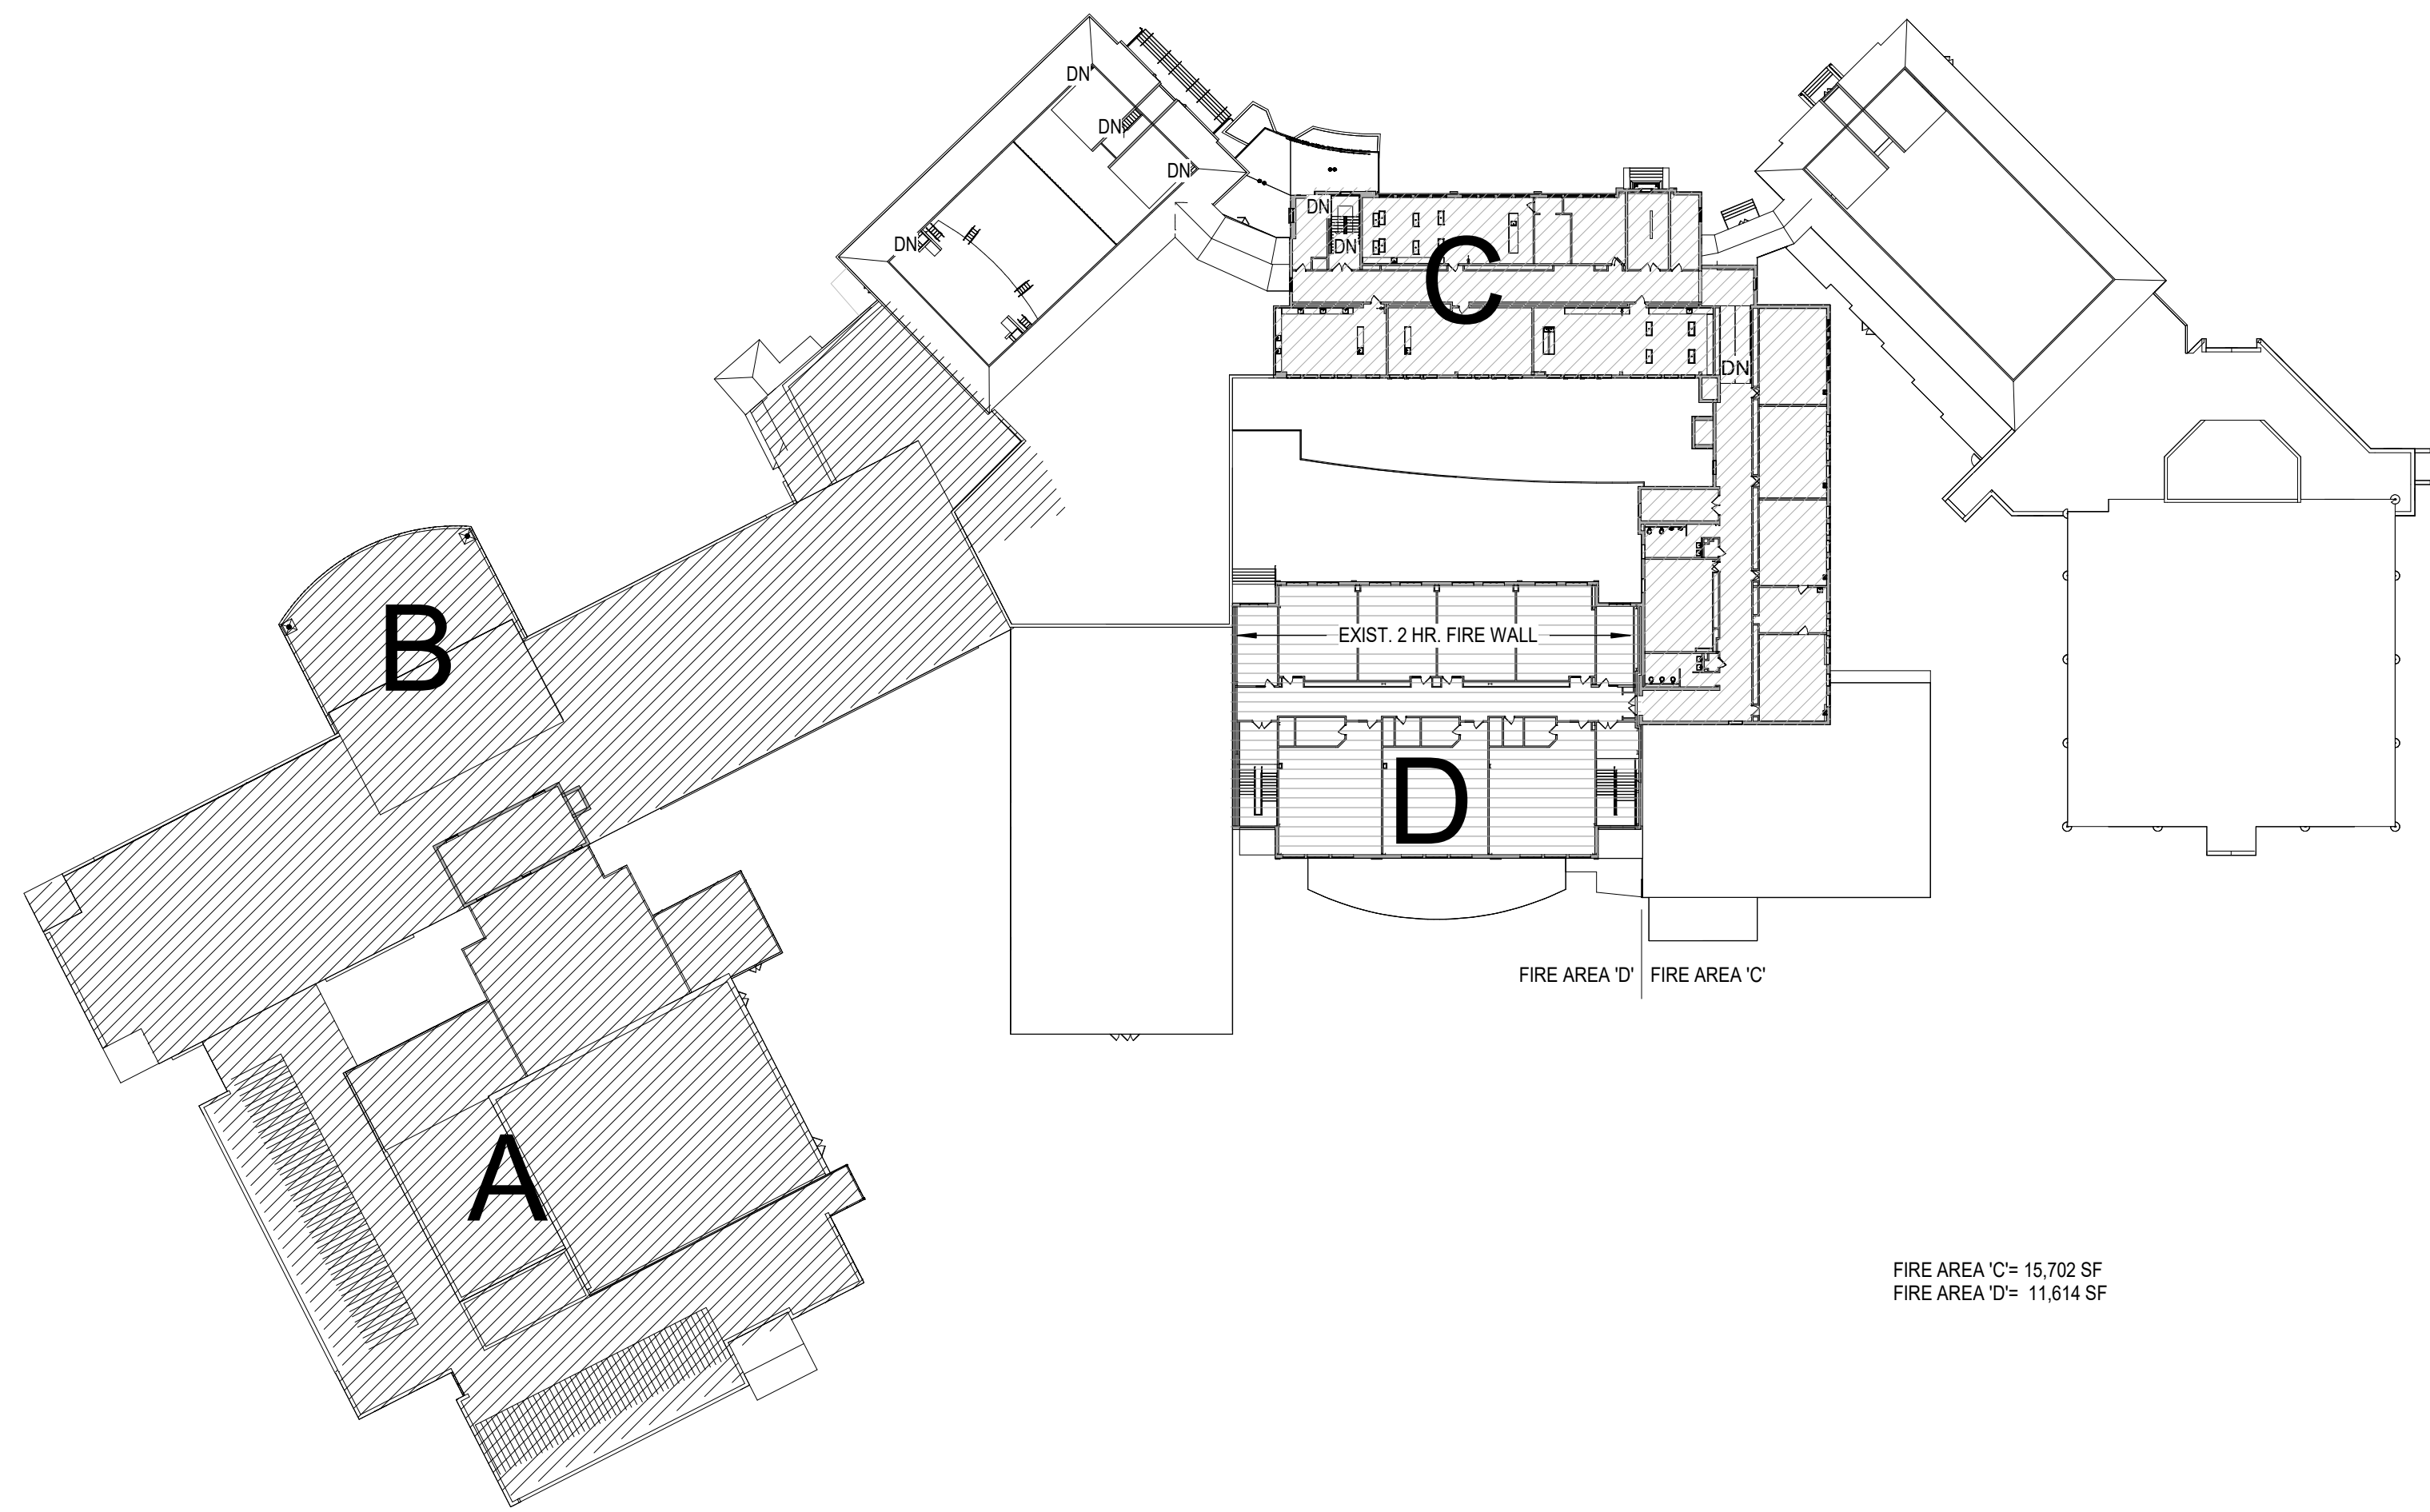 DN
DN
DN
DN
DN
DN
C
DN
B
EXIST. 2 HR. FIRE WALL
D
FIRE AREA 'D' FIRE AREA 'C'
A
FIRE AREA 'C'= 15,702 SF
FIRE AREA 'D'= 11,614 SF